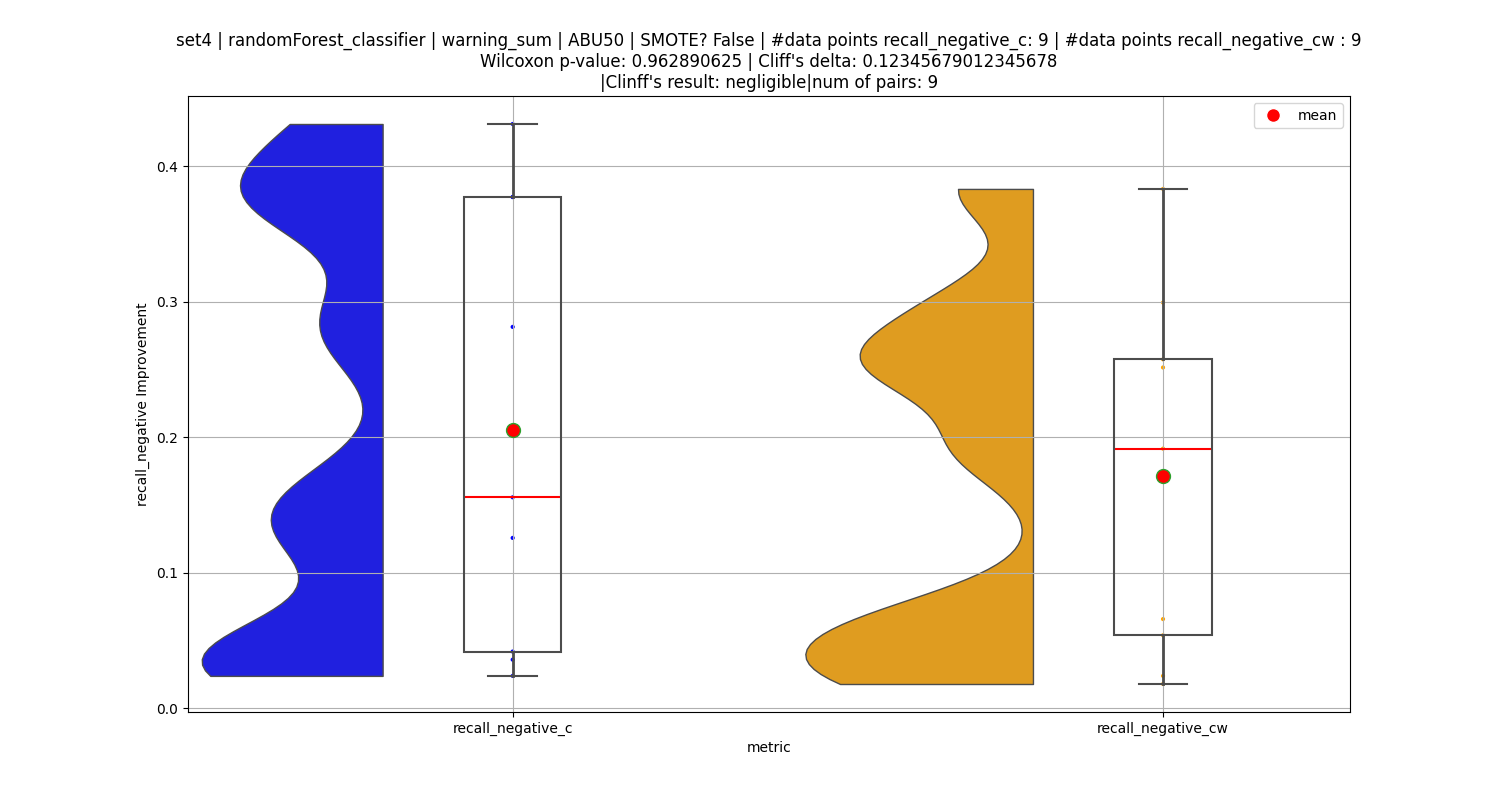 set4 | randomForest_classifier | warning_sum | ABU50 | SMOTE? False | #data points recall_negative_c: 9 | #data points recall_negative_cw : 9
Wilcoxon p-value: 0.962890625 | Cliff's delta: 0.12345679012345678
|Clinff's result: negligible|num of pairs: 9
mean
0.4
0.3
0.2
0.1
0.0
recall_negative Improvement
recall_negative_c
recall_negative_cw
metric